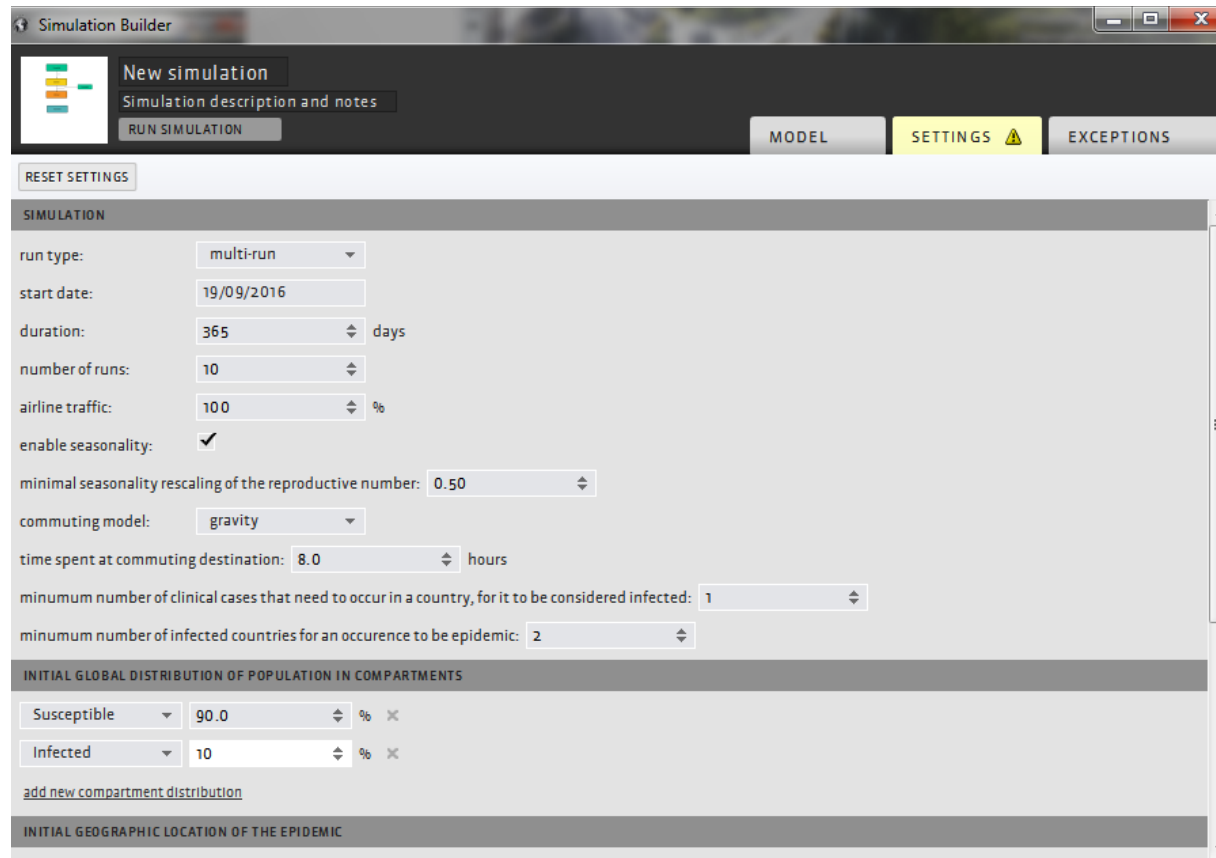 Simulation Builder
New simulation
Simulation description and notes
RUN SIMULATION
MODEL
SETTINGS
EXCEPTIONS
RESET SETTINGS
SIMULATION
run type: multi-run
start date: 19/09/2016
duration: 365 days
number of runs: 10
airline traffic: 100 %
enable seasonality:
minimal seasonality rescaling of the reproductive number: 0.50
commuting model: gravity
time spent at commuting destination: 8.0 hours
minumum number of clinical cases that need to occur in a country, for it to be considered infected: 1
minumum number of infected countries for an occurence to be epidemic: 2
INITIAL GLOBAL DISTRIBUTION OF POPULATION IN COMPARTMENTS
Susceptible 90.0 %
Infected 10 %
add new compartment distribution
INITIAL GEOGRAPHIC LOCATION OF THE EPIDEMIC